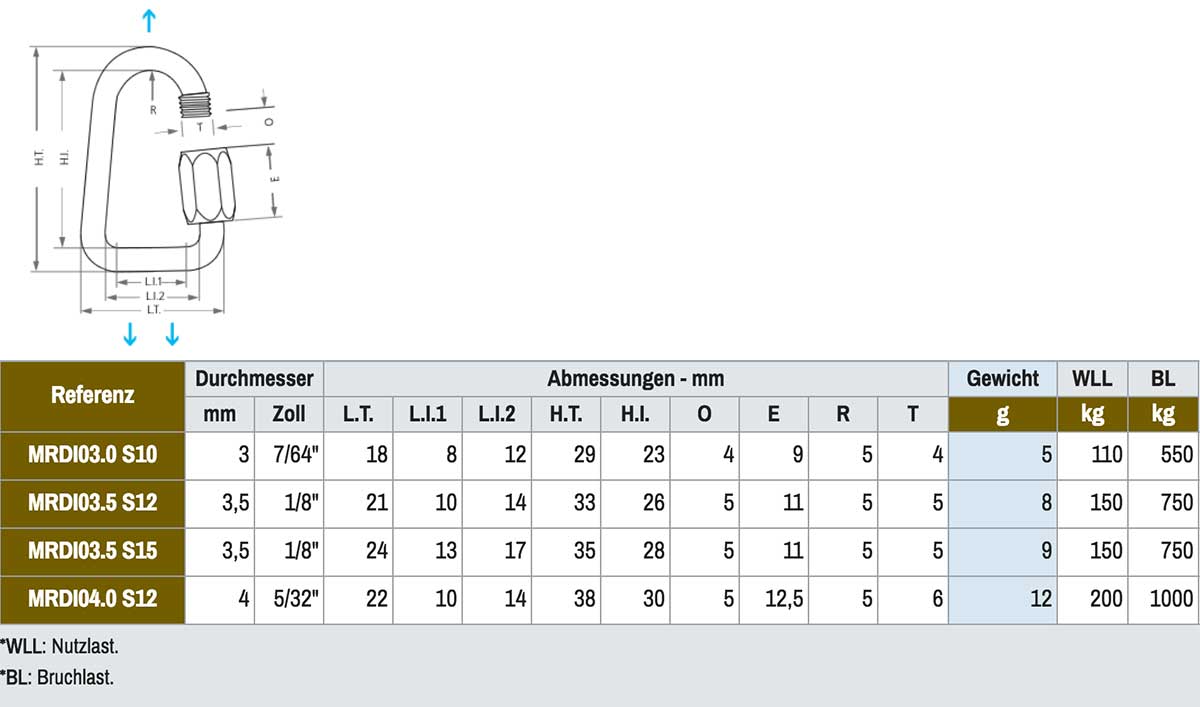 R
T
O
H.T.
H.I.
E
L.I.1
L.I.2
L.T.
Referenz Durchmesser Abmessungen - mm Gewicht WLL BL
mm Zoll L.T. L.I.1 L.I.2 H.T. H.I. O E R T g kg kg
MRDI03.0 S10 3 7/64" 18 8 12 29 23 4 9 5 4 5 110 550
MRDI03.5 S12 3,5 1/8" 21 10 14 33 26 5 11 5 5 8 150 750
MRDI03.5 S15 3,5 1/8" 24 13 17 35 28 5 11 5 5 9 150 750
MRDI04.0 S12 4 5/32" 22 10 14 38 30 5 12,5 5 6 12 200 1000
*WLL: Nutzlast.
*BL: Bruchlast.